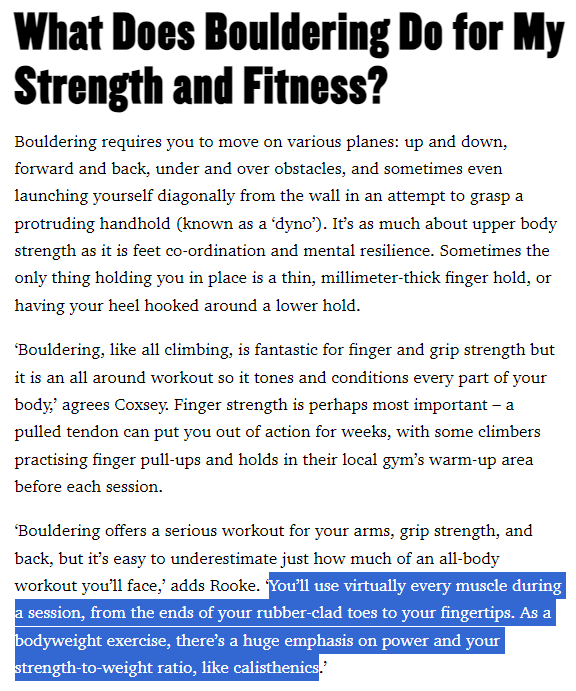 What Does Bouldering Do for My
Strength and Fitness?
Bouldering requires you to move on various planes: up and down,
forward and back, under and over obstacles, and sometimes even
launching yourself diagonally from the wall in an attempt to grasp a
protruding handhold (known as a ‘dyno’). It’s as much about upper body
strength as it is feet co-ordination and mental resilience. Sometimes the
only thing holding you in place is a thin, millimeter-thick finger hold, or
having your heel hooked around a lower hold.
‘Bouldering, like all climbing, is fantastic for finger and grip strength but
it is an all around workout so it tones and conditions every part of your
body,’ agrees Coxsey. Finger strength is perhaps most important – a
pulled tendon can put you out of action for weeks, with some climbers
practising finger pull-ups and holds in their local gym’s warm-up area
before each session.
‘Bouldering offers a serious workout for your arms, grip strength, and
back, but it’s easy to underestimate just how much of an all-body
workout you’ll face,’ adds Rooke. ‘You’ll use virtually every muscle during
a session, from the ends of your rubber-clad toes to your fingertips. As a
bodyweight exercise, there’s a huge emphasis on power and your
strength-to-weight ratio, like calisthenics.’